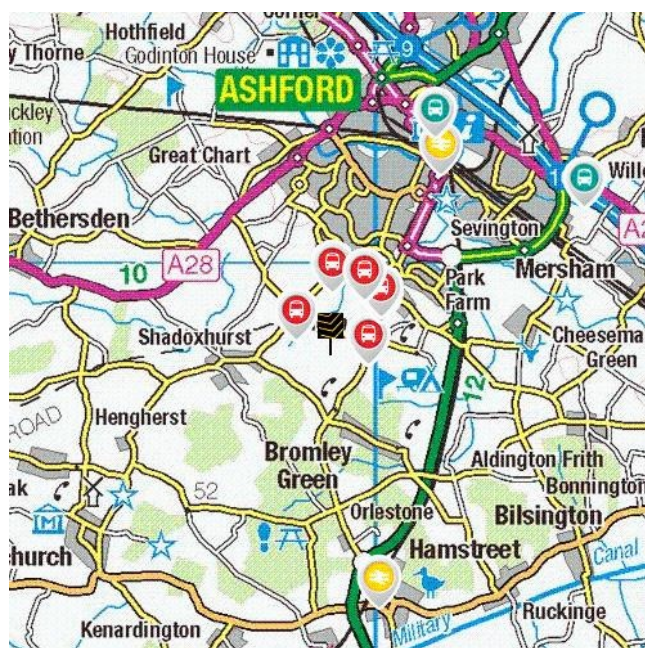 Hothfield
Thorne
Godinton House
9
ASHFORD
Great Chart
Bethersden
Sevington
Mersham
A28
10
Park
Farm
Shadoxhurst
Cheesema
Green
12
Hengherst
ROAD
Bromley
Green
Aldington Frith
Bonnington
52
Orlestone
Bilsington
church
Hamstreet
Canal
Military
Ruckinge
Kenardington